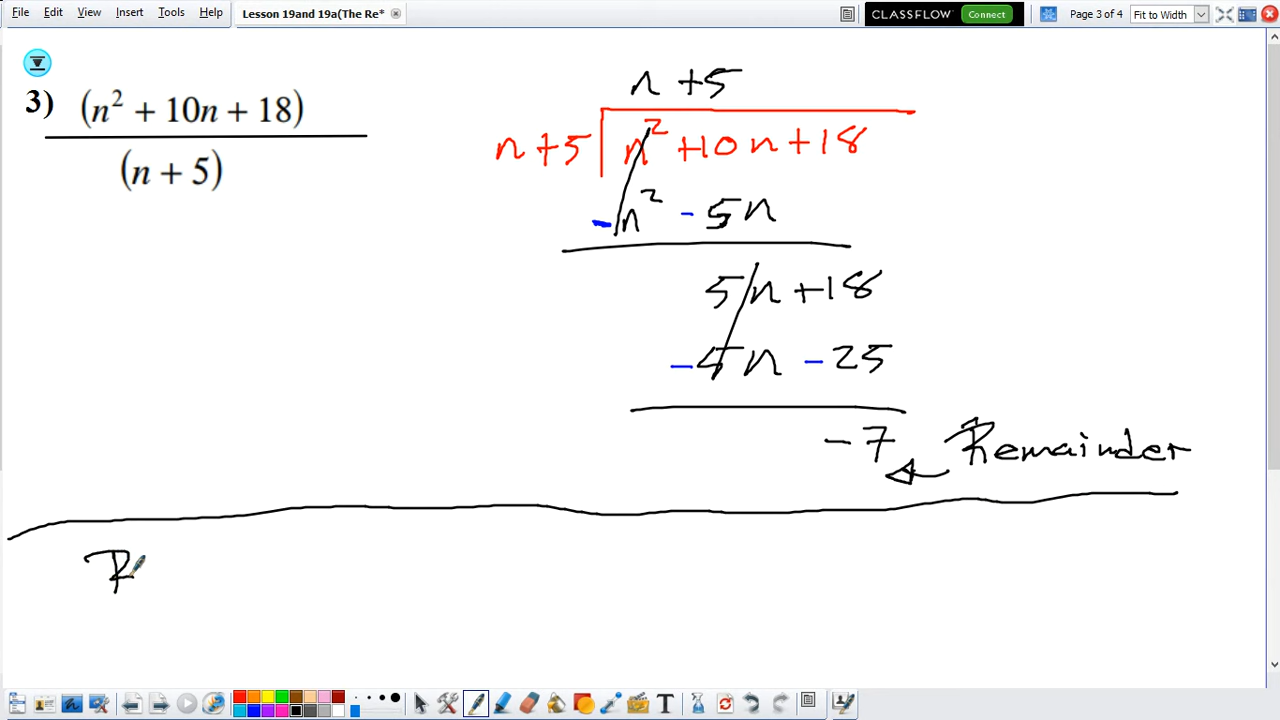 File Edit View Insert Tools Help Lesson 19and 19a(The Re* CLASSFLOW Connect Page 3 of 4 Fit to Width
3) (n² + 10n + 18)
(n + 5)
n + 5
n + 5 n² + 10n + 18
- n² - 5n
5n + 18
- 5n - 25
- 7 Remainder
R
T